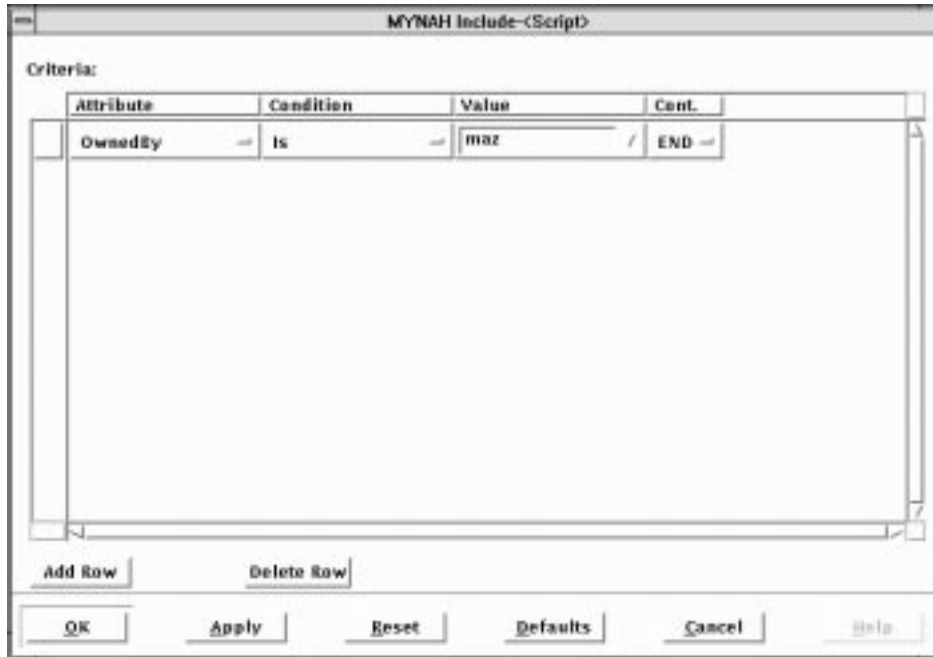 MYNAH Include-<Script>
Criteria:
Attribute Condition Value Cont.
OwnedBy Is maz END
Add Row Delete Row
OK Apply Reset Defaults Cancel Help